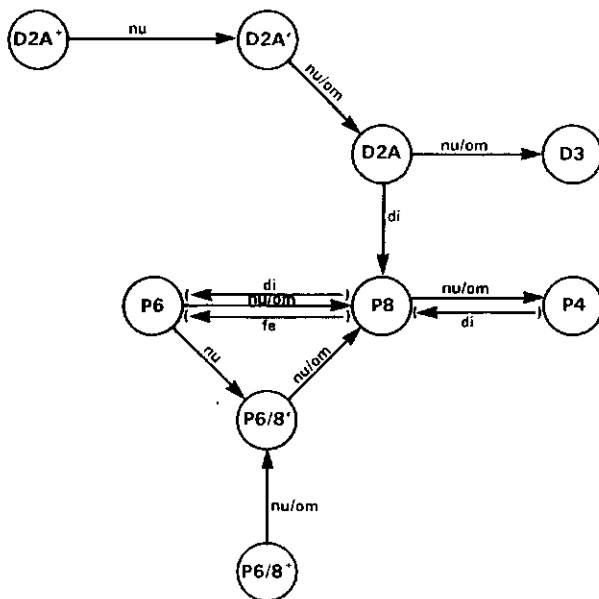 D2A⁺ nu D2A'
nu/om
D2A nu/om D3
di
di
P6 nu/om P8 nu/om P4
fe di
nu nu/om
P6/8'
nu/om
P6/8⁺